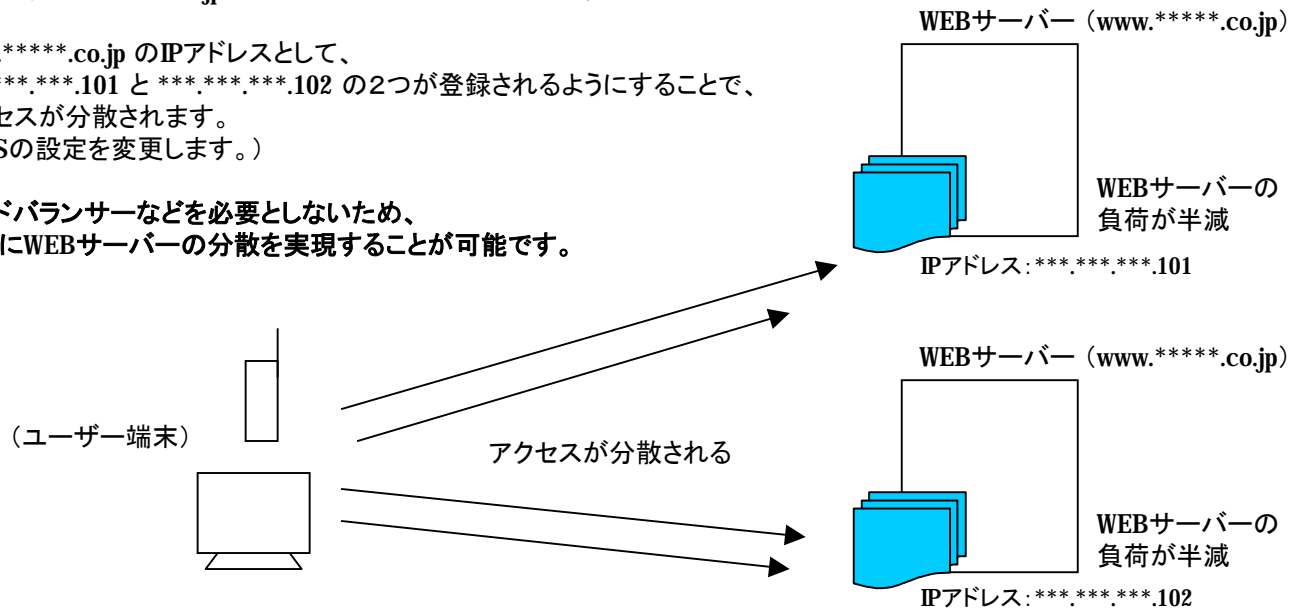 .jp
WEBサーバー（www.*****.co.jp）
.*****.co.jp のIPアドレスとして、
***.***.101 と ***.***.***.102 の２つが登録されるようにすることで、
セスが分散されます。
Sの設定を変更します。）
ドバランサーなどを必要としないため、
にWEBサーバーの分散を実現することが可能です。
WEBサーバーの
負荷が半減
IPアドレス：***.***.***.101
WEBサーバー（www.*****.co.jp）
（ユーザー端末）
アクセスが分散される
WEBサーバーの
負荷が半減
IPアドレス：***.***.***.102